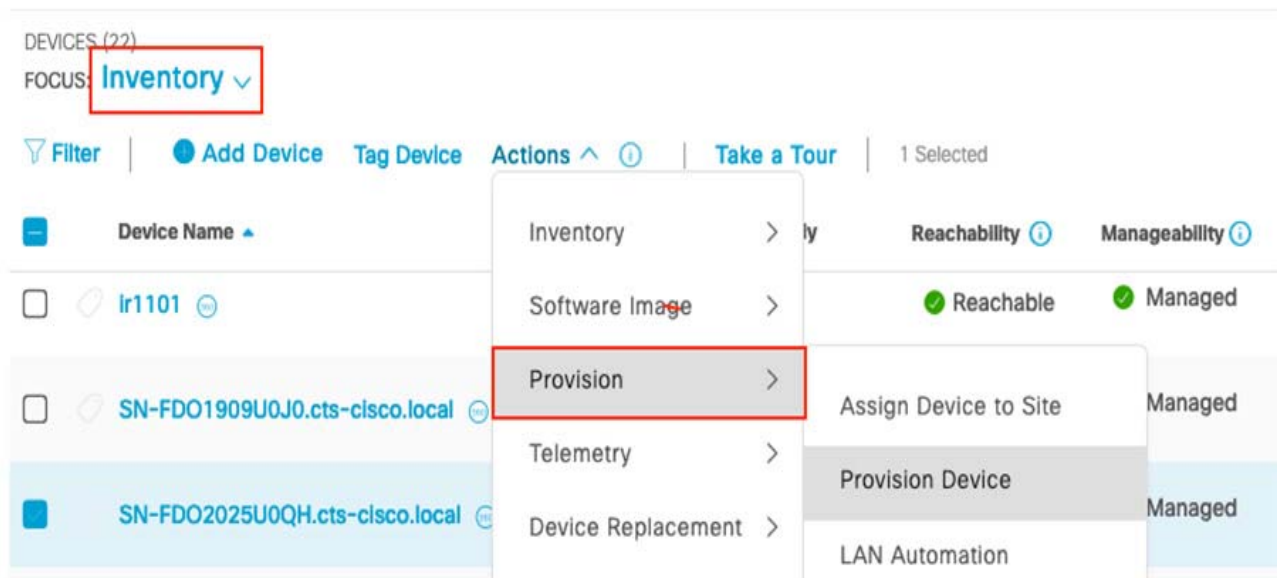 DEVICES (22)
FOCUS: Inventory
Filter | Add Device Tag Device Actions | Take a Tour | 1 Selected
Device Name Reachability Manageability
Inventory
ir1101 Reachable Managed
Software Image
Provision
SN-FDO1909U0J0.cts-cisco.local Assign Device to Site Managed
Telemetry
Provision Device
SN-FDO2025U0QH.cts-cisco.local Managed
Device Replacement
LAN Automation